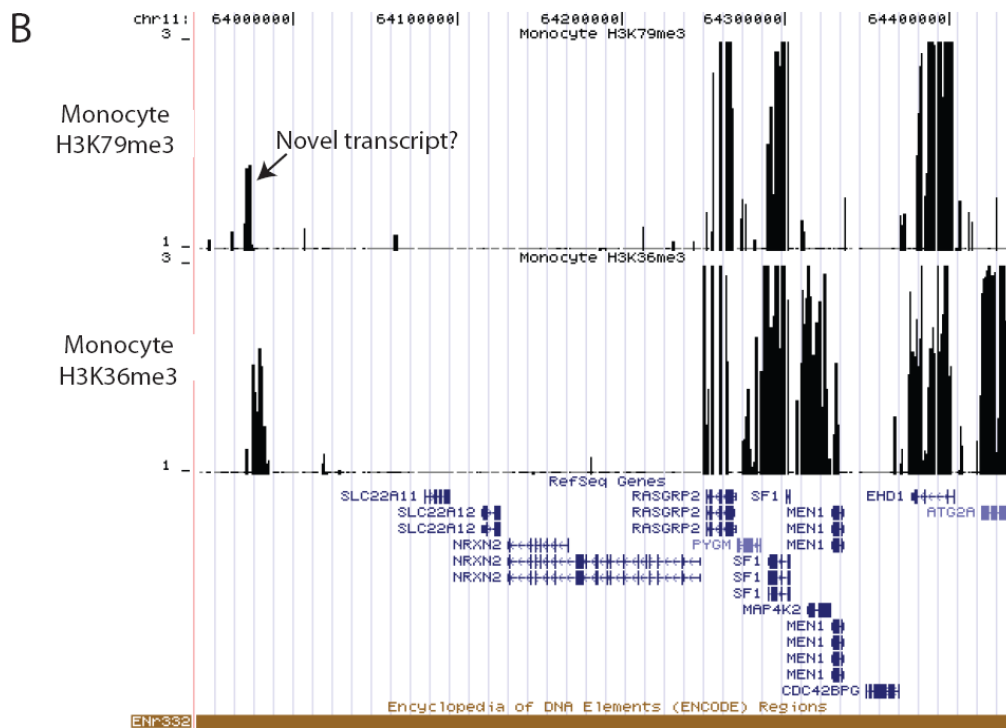 B
chr11: 64000000| 64100000| 64200000| 64300000| 64400000|
Monocyte H3K79me3
3
Monocyte
H3K79me3
Novel transcript?
1
Monocyte H3K36me3
3
Monocyte
H3K36me3
1
RefSeq Genes
SLC22A11 RASGRP2 SF1 EHD1
SLC22A12 RASGRP2 MEN1 ATG2A
SLC22A12 RASGRP2 MEN1
NRXN2 PYGM MEN1
NRXN2 SF1
NRXN2 SF1
SF1
MAP4K2
MEN1
MEN1
MEN1
MEN1
CDC42BPG
Encyclopedia of DNA Elements (ENCODE) Regions
ENr332